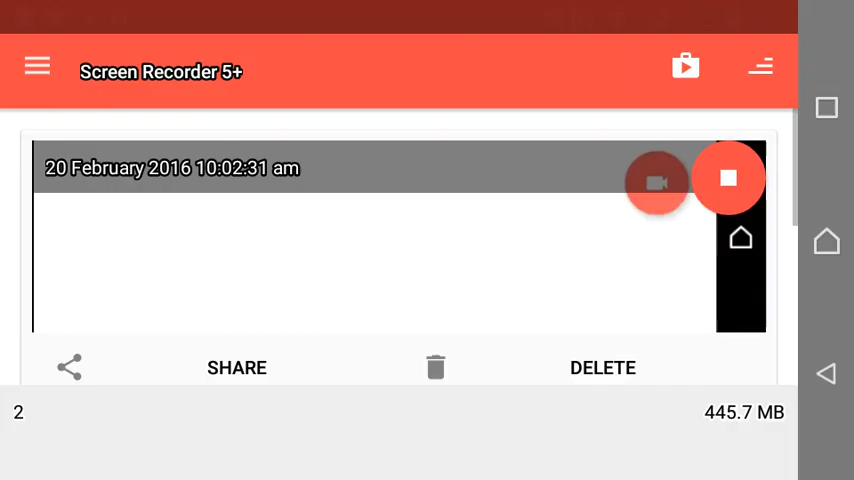 Screen Recorder 5+
20 February 2016 10:02:31 am
SHARE
DELETE
2
445.7 MB